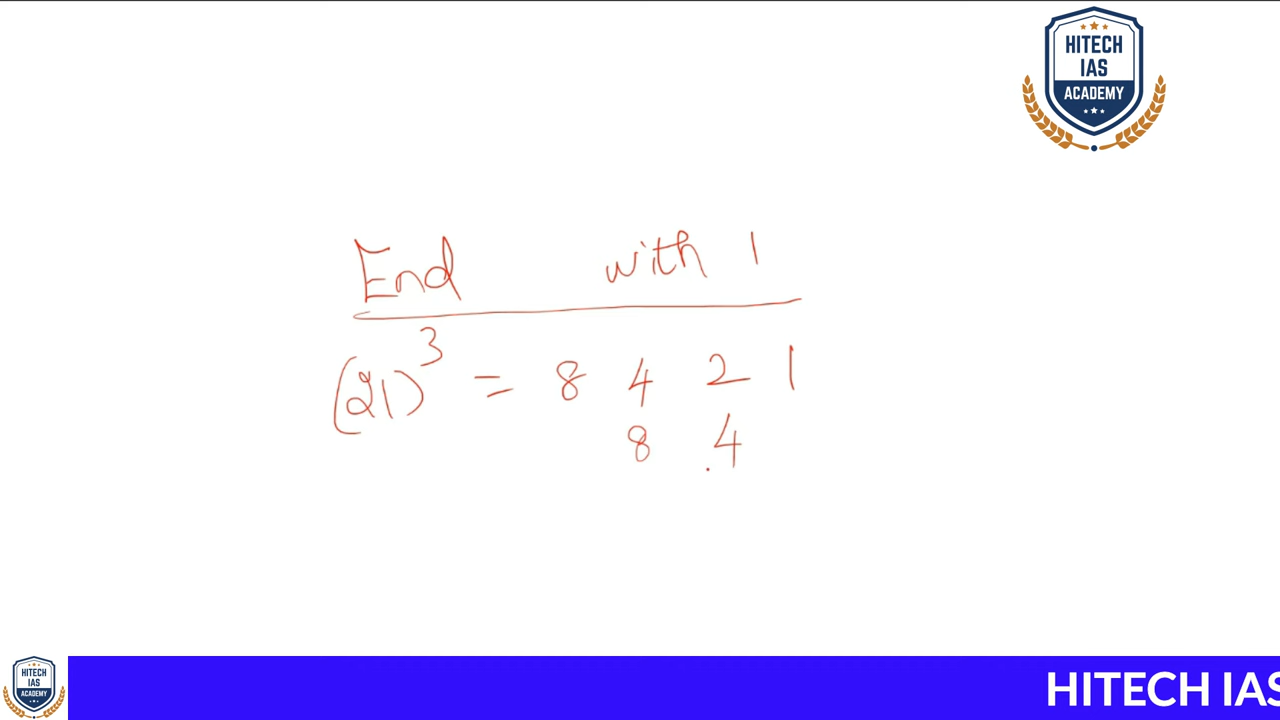 HITECH
IAS
ACADEMY
End with 1
(21)³ = 8 4 2 1
8 4
HITECH
IAS
ACADEMY
HITECH IAS